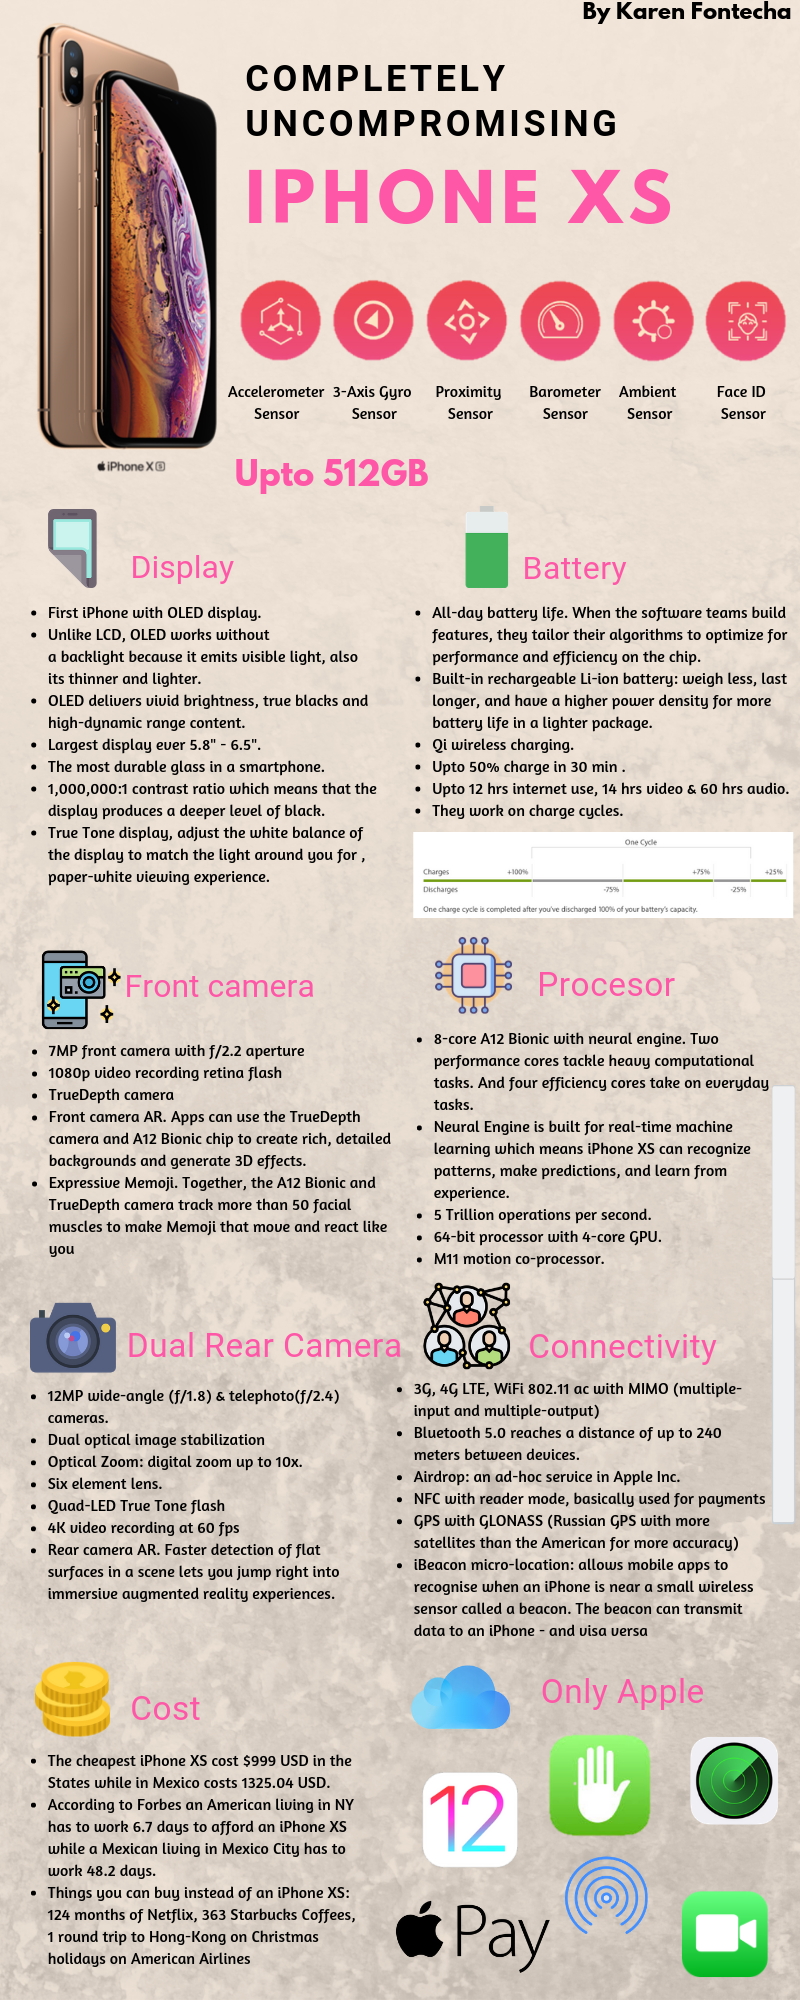 By Karen Fontecha
COMPLETELY
UNCOMPROMISING
IPHONE XS
Accelerometer Sensor
3-Axis Gyro Sensor
Proximity Sensor
Barometer Sensor
Ambient Sensor
Face ID Sensor
iPhone XS
Upto 512GB
Display
First iPhone with OLED display.
Unlike LCD, OLED works without
a backlight because it emits visible light, also
its thinner and lighter.
OLED delivers vivid brightness, true blacks and
high-dynamic range content.
Largest display ever 5.8" - 6.5".
The most durable glass in a smartphone.
1,000,000:1 contrast ratio which means that the
display produces a deeper level of black.
True Tone display, adjust the white balance of
the display to match the light around you for ,
paper-white viewing experience.
Battery
All-day battery life. When the software teams build
features, they tailor their algorithms to optimize for
performance and efficiency on the chip.
Built-in rechargeable Li-ion battery: weigh less, last
longer, and have a higher power density for more
battery life in a lighter package.
Qi wireless charging.
Upto 50% charge in 30 min .
Upto 12 hrs internet use, 14 hrs video & 60 hrs audio.
They work on charge cycles.
One Cycle
Charges +100% +75% +25%
Discharges -75% -25%
One charge cycle is completed after you've discharged 100% of your battery's capacity.
Front camera
7MP front camera with f/2.2 aperture
1080p video recording retina flash
TrueDepth camera
Front camera AR. Apps can use the TrueDepth
camera and A12 Bionic chip to create rich, detailed
backgrounds and generate 3D effects.
Expressive Memoji. Together, the A12 Bionic and
TrueDepth camera track more than 50 facial
muscles to make Memoji that move and react like
you
Procesor
8-core A12 Bionic with neural engine. Two
performance cores tackle heavy computational
tasks. And four efficiency cores take on everyday
tasks.
Neural Engine is built for real-time machine
learning which means iPhone XS can recognize
patterns, make predictions, and learn from
experience.
5 Trillion operations per second.
64-bit processor with 4-core GPU.
M11 motion co-processor.
Dual Rear Camera
12MP wide-angle (f/1.8) & telephoto(f/2.4)
cameras.
Dual optical image stabilization
Optical Zoom: digital zoom up to 10x.
Six element lens.
Quad-LED True Tone flash
4K video recording at 60 fps
Rear camera AR. Faster detection of flat
surfaces in a scene lets you jump right into
immersive augmented reality experiences.
Connectivity
3G, 4G LTE, WiFi 802.11 ac with MIMO (multiple-
input and multiple-output)
Bluetooth 5.0 reaches a distance of up to 240
meters between devices.
Airdrop: an ad-hoc service in Apple Inc.
NFC with reader mode, basically used for payments
GPS with GLONASS (Russian GPS with more
satellites than the American for more accuracy)
iBeacon micro-location: allows mobile apps to
recognise when an iPhone is near a small wireless
sensor called a beacon. The beacon can transmit
data to an iPhone - and visa versa
Cost
The cheapest iPhone XS cost $999 USD in the
States while in Mexico costs 1325.04 USD.
According to Forbes an American living in NY
has to work 6.7 days to afford an iPhone XS
while a Mexican living in Mexico City has to
work 48.2 days.
Things you can buy instead of an iPhone XS:
124 months of Netflix, 363 Starbucks Coffees,
1 round trip to Hong-Kong on Christmas
holidays on American Airlines
Only Apple
12
Pay